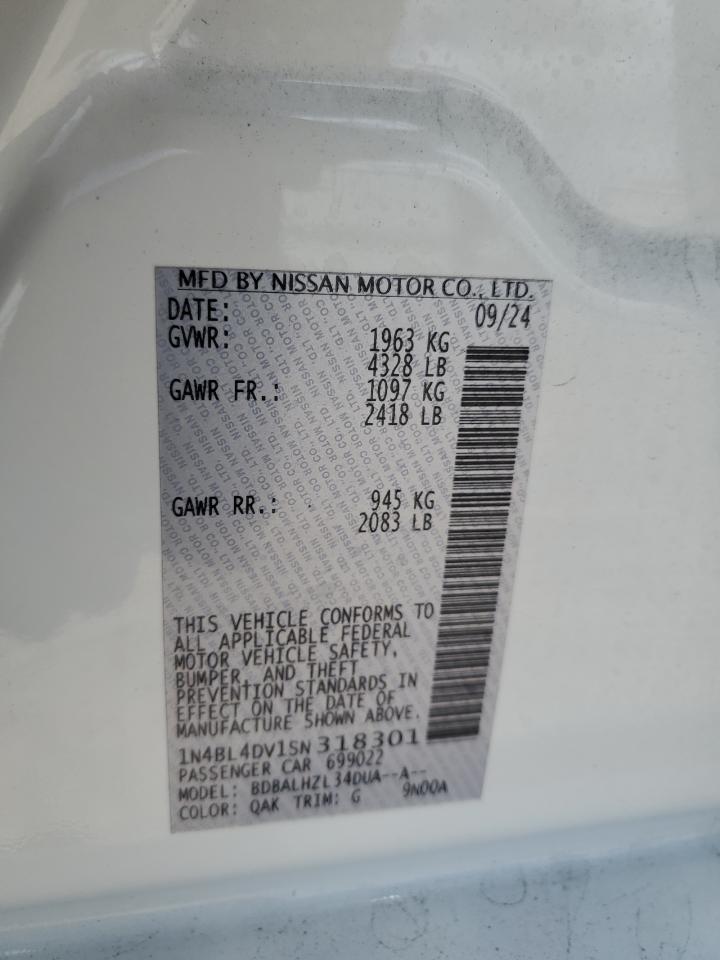 MFD BY NISSAN MOTOR CO., LTD.
DATE: 09/24
GVWR: 1963 KG
4328 LB
GAWR FR.: 1097 KG
2418 LB
GAWR RR.: 945 KG
2083 LB
THIS VEHICLE CONFORMS TO
ALL APPLICABLE FEDERAL
MOTOR VEHICLE SAFETY,
BUMPER, AND THEFT
PREVENTION STANDARDS IN
EFFECT ON THE DATE OF
MANUFACTURE SHOWN ABOVE.
1N4BL4DV1SN318301
PASSENGER CAR 699022
MODEL: BDBALHZL34DUA--A--
COLOR: QAK TRIM: G 9N00A